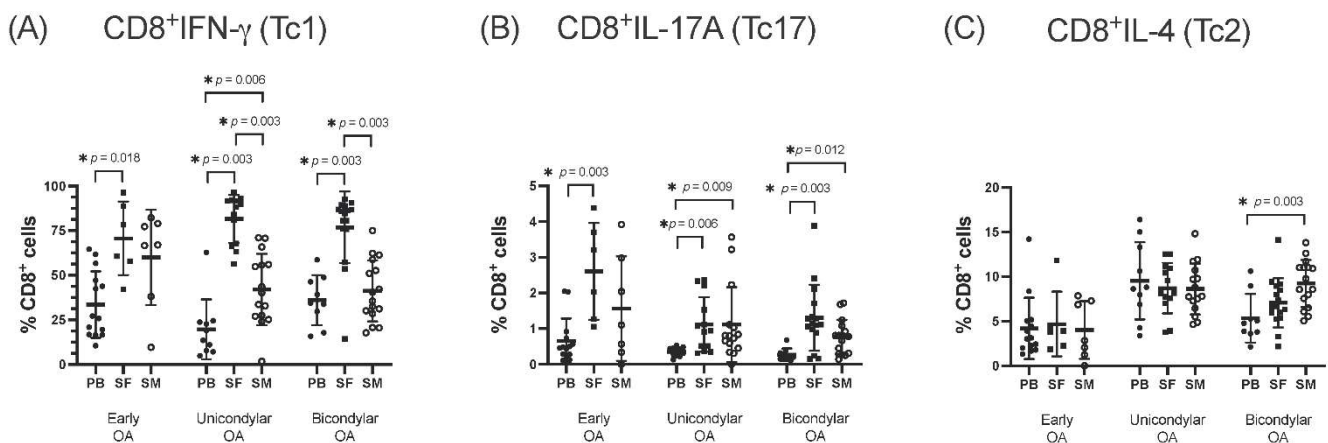 (A) CD8⁺IFN-γ (Tc1)
✱ p = 0.006
✱ p = 0.003
✱ p = 0.003
✱ p = 0.018
✱ p = 0.003
✱ p = 0.003
100
75
50
25
0
% CD8⁺ cells
PB SF SM PB SF SM PB SF SM
Early OA
Unicondylar OA
Bicondylar OA
(B) CD8⁺IL-17A (Tc17)
✱ p = 0.012
✱ p = 0.003
✱ p = 0.009
✱ p = 0.003
✱ p = 0.006
5
4
3
2
1
0
% CD8⁺ cells
PB SF SM PB SF SM PB SF SM
Early OA
Unicondylar OA
Bicondylar OA
(C) CD8⁺IL-4 (Tc2)
✱ p = 0.003
20
15
10
5
0
% CD8⁺ cells
PB SF SM PB SF SM PB SF SM
Early OA
Unicondylar OA
Bicondylar OA